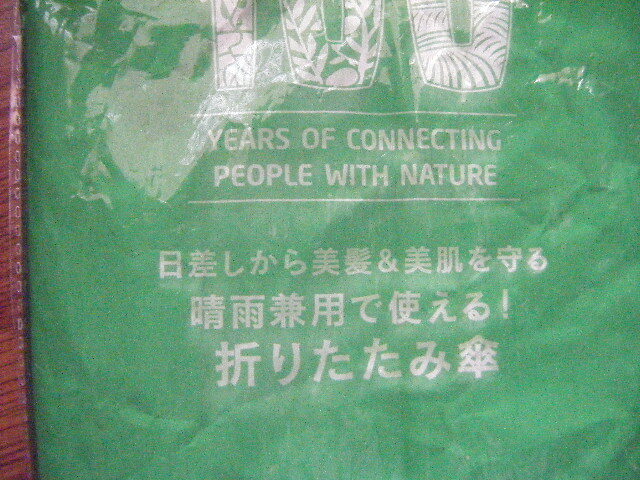 100
YEARS OF CONNECTING
PEOPLE WITH NATURE
日差しから美髪&美肌を守る
晴雨兼用で使える!
折りたたみ傘